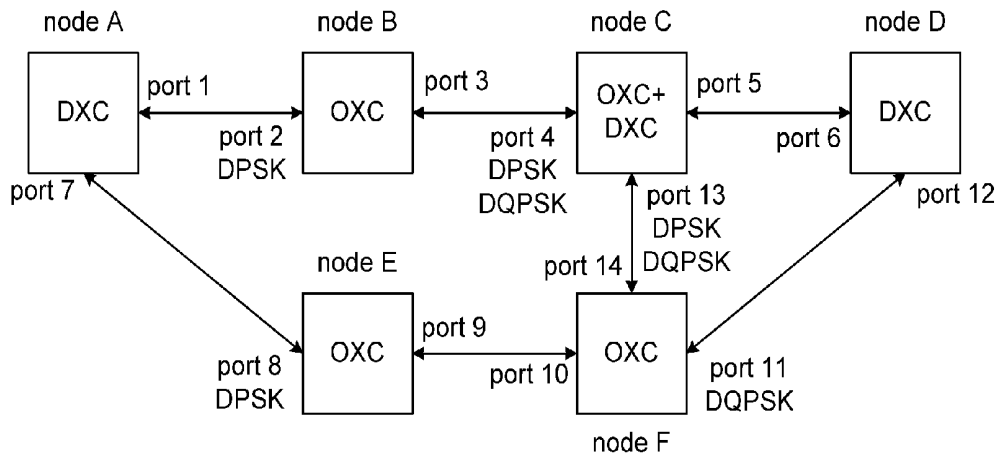 node A
node B
node C
node D
DXC
port 1
port 2
DPSK
OXC
port 3
port 4
DPSK
DQPSK
OXC+
DXC
port 5
port 6
DXC
port 7
port 13
DPSK
DQPSK
port 12
node E
port 14
port 8
DPSK
OXC
port 9
port 10
OXC
port 11
DQPSK
node F